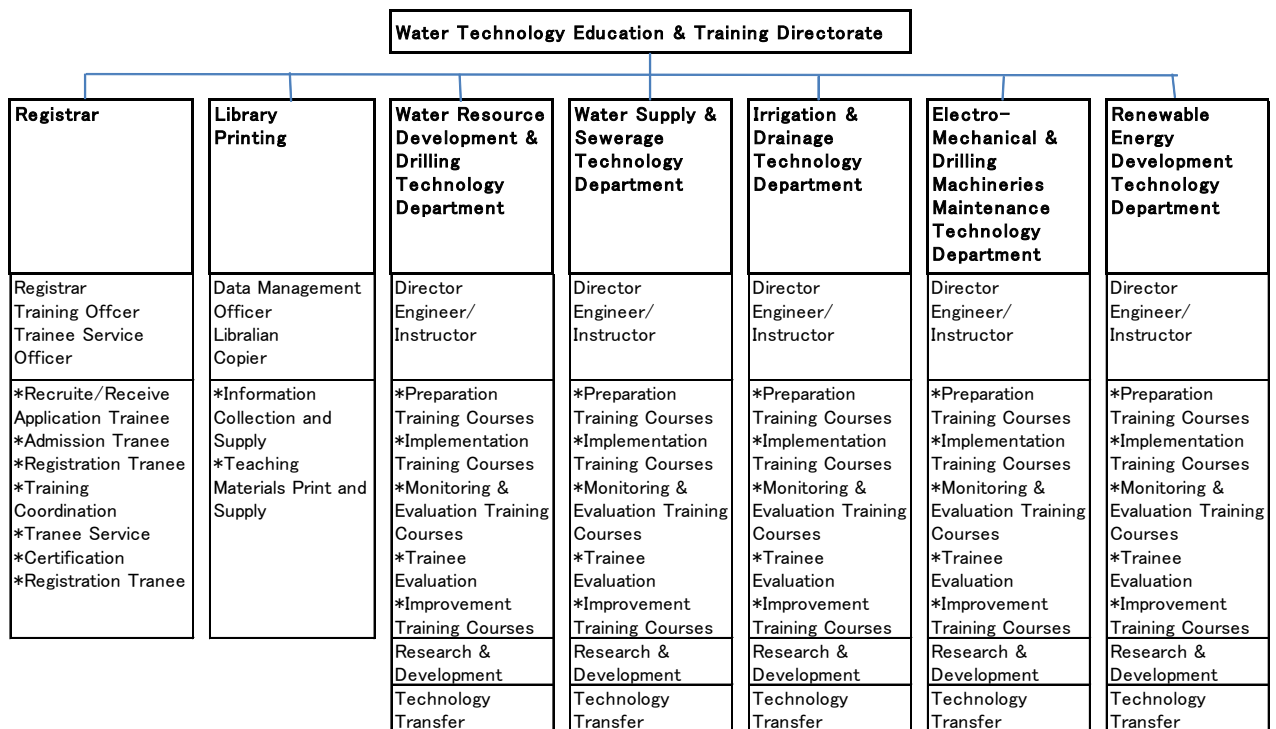 Water Technology Education & Training Directorate
Registrar
Library
Printing
Water Resource
Development &
Drilling
Technology
Department
Water Supply &
Sewerage
Technology
Department
Irrigation &
Drainage
Technology
Department
Electro-
Mechanical &
Drilling
Machineries
Maintenance
Technology
Department
Renewable
Energy
Development
Technology
Department
Registrar
Training Offcer
Trainee Service
Officer
Data Management
Officer
Libralian
Copier
Director
Engineer/
Instructor
Director
Engineer/
Instructor
Director
Engineer/
Instructor
Director
Engineer/
Instructor
Director
Engineer/
Instructor
*Recruite/Receive
Application Trainee
*Admission Tranee
*Registration Tranee
*Training
Coordination
*Tranee Service
*Certification
*Registration Tranee
*Information
Collection and
Supply
*Teaching
Materials Print and
Supply
*Preparation
Training Courses
*Implementation
Training Courses
*Monitoring &
Evaluation Training
Courses
*Trainee
Evaluation
*Improvement
Training Courses
*Preparation
Training Courses
*Implementation
Training Courses
*Monitoring &
Evaluation Training
Courses
*Trainee
Evaluation
*Improvement
Training Courses
*Preparation
Training Courses
*Implementation
Training Courses
*Monitoring &
Evaluation Training
Courses
*Trainee
Evaluation
*Improvement
Training Courses
*Preparation
Training Courses
*Implementation
Training Courses
*Monitoring &
Evaluation Training
Courses
*Trainee
Evaluation
*Improvement
Training Courses
*Preparation
Training Courses
*Implementation
Training Courses
*Monitoring &
Evaluation Training
Courses
*Trainee
Evaluation
*Improvement
Training Courses
Research &
Development
Research &
Development
Research &
Development
Research &
Development
Research &
Development
Technology
Transfer
Technology
Transfer
Technology
Transfer
Technology
Transfer
Technology
Transfer